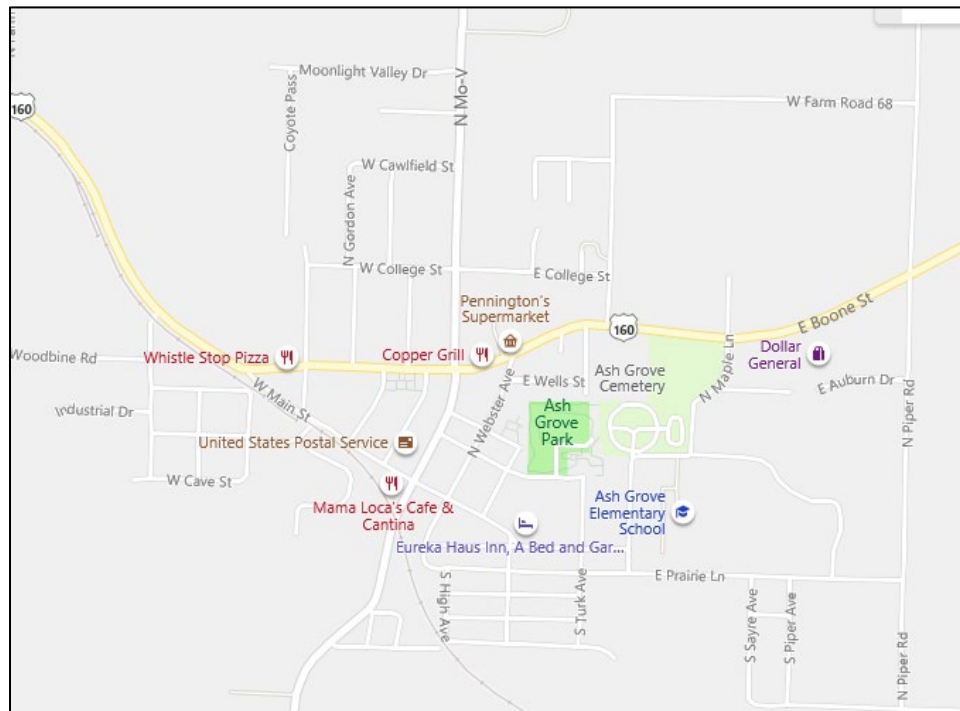 N Farm
Moonlight Valley Dr
N Mo-V
160
Coyote Pass
W Farm Road 68
W Cawlfield St
N Gordon Ave
W College St
E College St
Pennington's
Supermarket
160
E Boone St
Woodbine Rd
Whistle Stop Pizza
Copper Grill
Dollar
General
E Wells St
Ash Grove
Cemetery
N Maple Ln
E Auburn Dr
N Piper Rd
W Main St
Industrial Dr
N Webster Ave
Ash
Grove
Park
United States Postal Service
W Cave St
Mama Loca's Cafe &
Cantina
Ash Grove
Elementary
School
Eureka Haus Inn, A Bed and Gar...
E Prairie Ln
S High Ave
S Turk Ave
S Sayre Ave
S Piper Ave
N Piper Rd